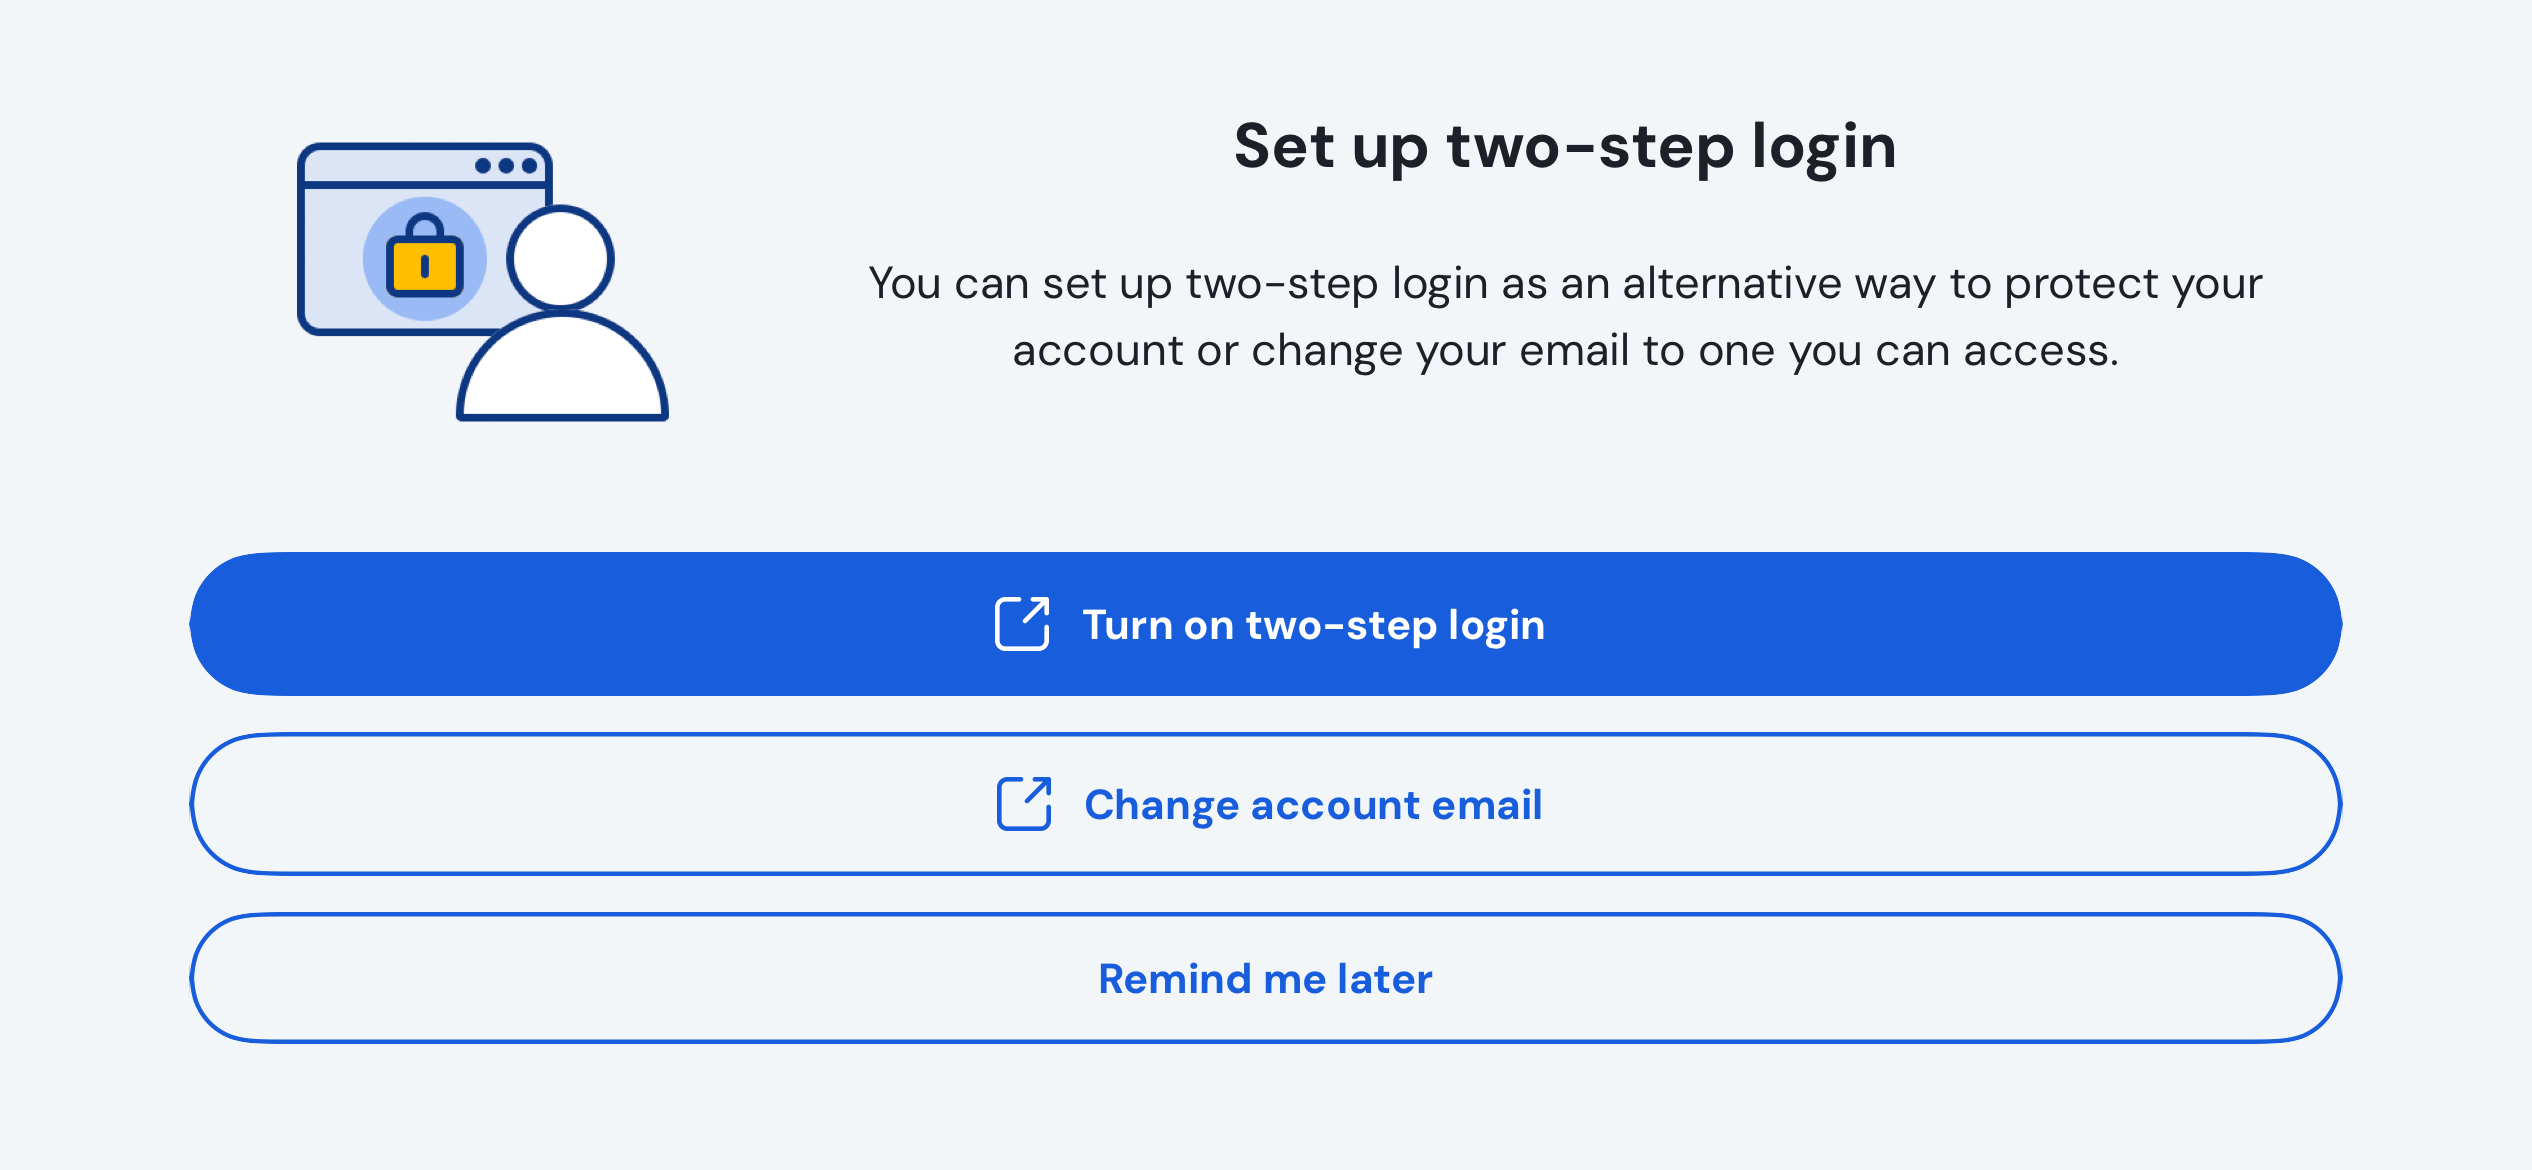 Set up two-step login
You can set up two-step login as an alternative way to protect your
account or change your email to one you can access.
Turn on two-step login
Change account email
Remind me later